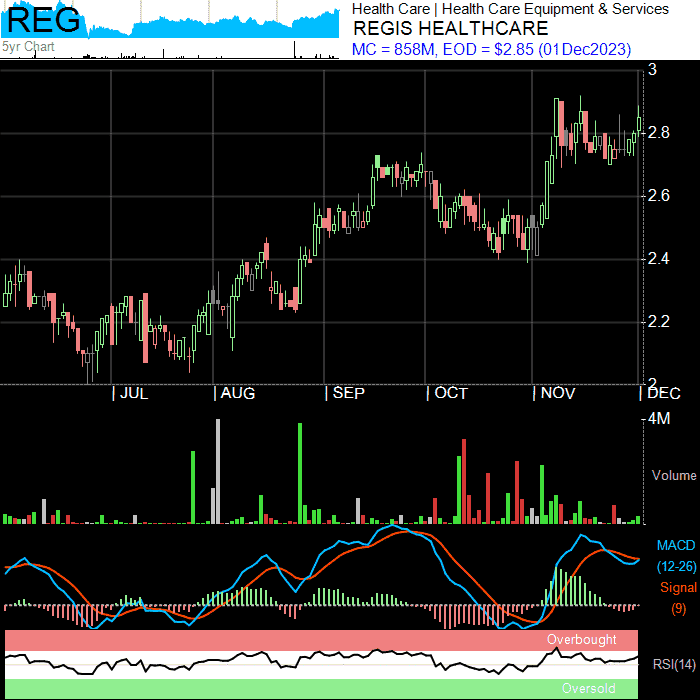 REG
5yr Chart
Health Care | Health Care Equipment & Services
REGIS HEALTHCARE
MC = 858M, EOD = $2.85 (01Dec2023)
3
2.8
2.6
2.4
2.2
2
| JUL | AUG | SEP | OCT | NOV | DEC
4M
Volume
MACD
(12-26)
Signal
(9)
Overbought
RSI(14)
Oversold